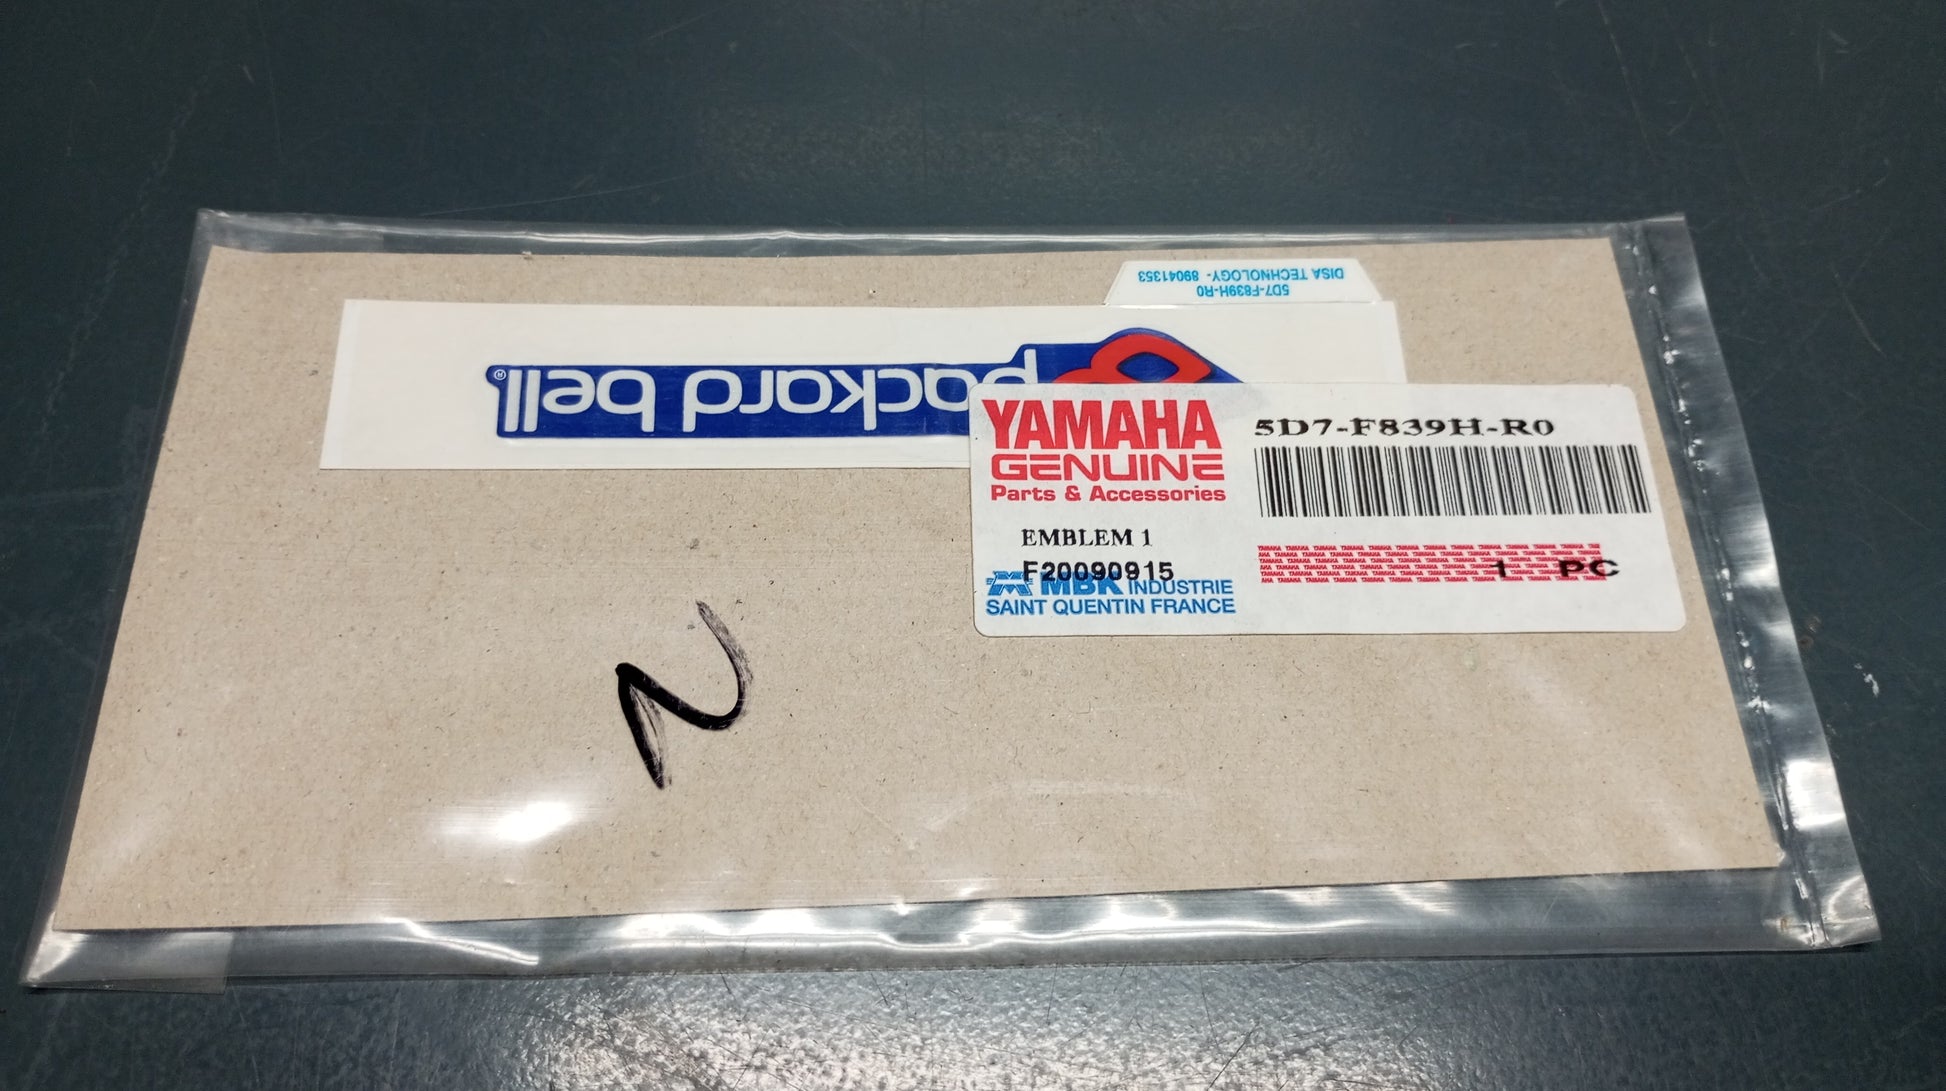 DISA TECHNOLOGY- 89041353
5D7-F839H-R0
packard bell®
YAMAHA
GENUINE
Parts & Accessories
5D7-F839H-R0
EMBLEM 1
F20090915
MBK INDUSTRIE
SAINT QUENTIN FRANCE
1 PC
N